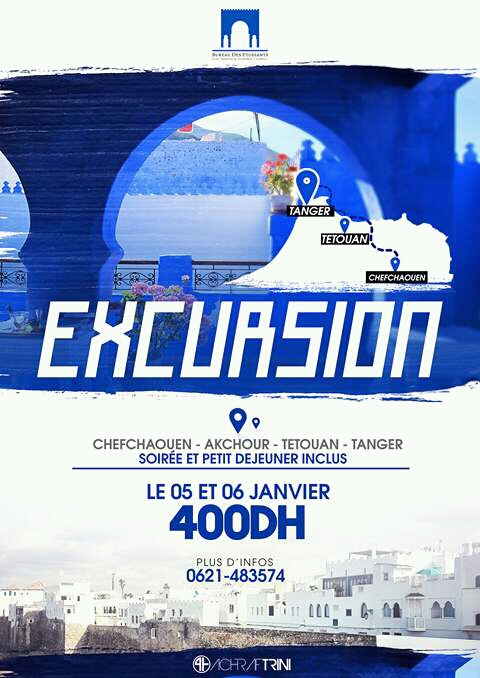 BUREAU DES ETUDIANTS
TANGER
TETOUAN
CHEFCHAOUEN
EXCURSION
CHEFCHAOUEN - AKCHOUR - TETOUAN - TANGER
SOIRÉE ET PETIT DEJEUNER INCLUS
LE 05 ET 06 JANVIER
400DH
PLUS D'INFOS
0621-483574
ACHRAFTRINI